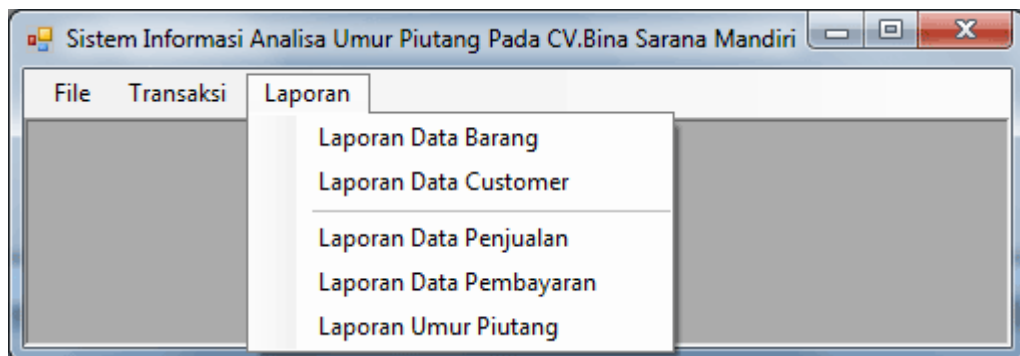 Sistem Informasi Analisa Umur Piutang Pada CV.Bina Sarana Mandiri
File Transaksi Laporan
Laporan Data Barang
Laporan Data Customer
Laporan Data Penjualan
Laporan Data Pembayaran
Laporan Umur Piutang